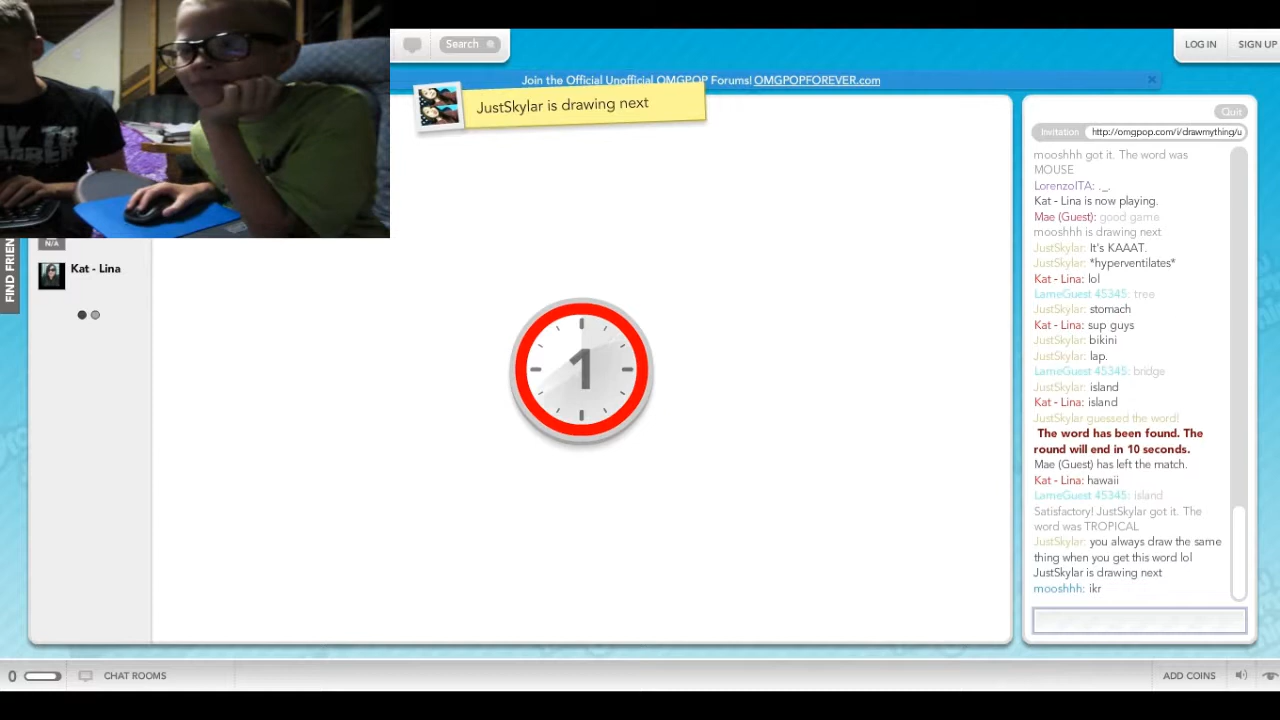 Search
LOG IN
SIGN UP
Join the Official Unofficial OMGPOP Forums! OMGPOPFOREVER.com
JustSkylar is drawing next
Quit
Invitation http://omgpop.com/i/drawmything/u
FIND FRIEN
N/A
Kat - Lina
1
mooshhh got it. The word was
MOUSE
LorenzoITA: ._.
Kat - Lina is now playing.
Mae (Guest): good game
mooshhh is drawing next
JustSkylar: It's KAAAT.
JustSkylar: *hyperventilates*
Kat - Lina: lol
LameGuest 45345: tree
JustSkylar: stomach
Kat - Lina: sup guys
JustSkylar: bikini
JustSkylar: lap.
LameGuest 45345: bridge
JustSkylar: island
Kat - Lina: island
JustSkylar guessed the word!
The word has been found. The
round will end in 10 seconds.
Mae (Guest) has left the match.
Kat - Lina: hawaii
LameGuest 45345: island
Satisfactory! JustSkylar got it. The
word was TROPICAL
JustSkylar: you always draw the same
thing when you get this word lol
JustSkylar is drawing next
mooshhh: ikr
0
CHAT ROOMS
ADD COINS